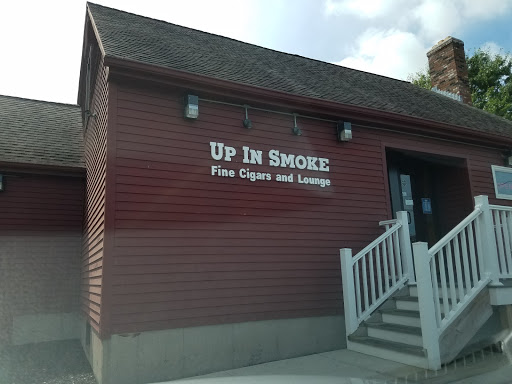 UP IN SMOKE
Fine Cigars and Lounge